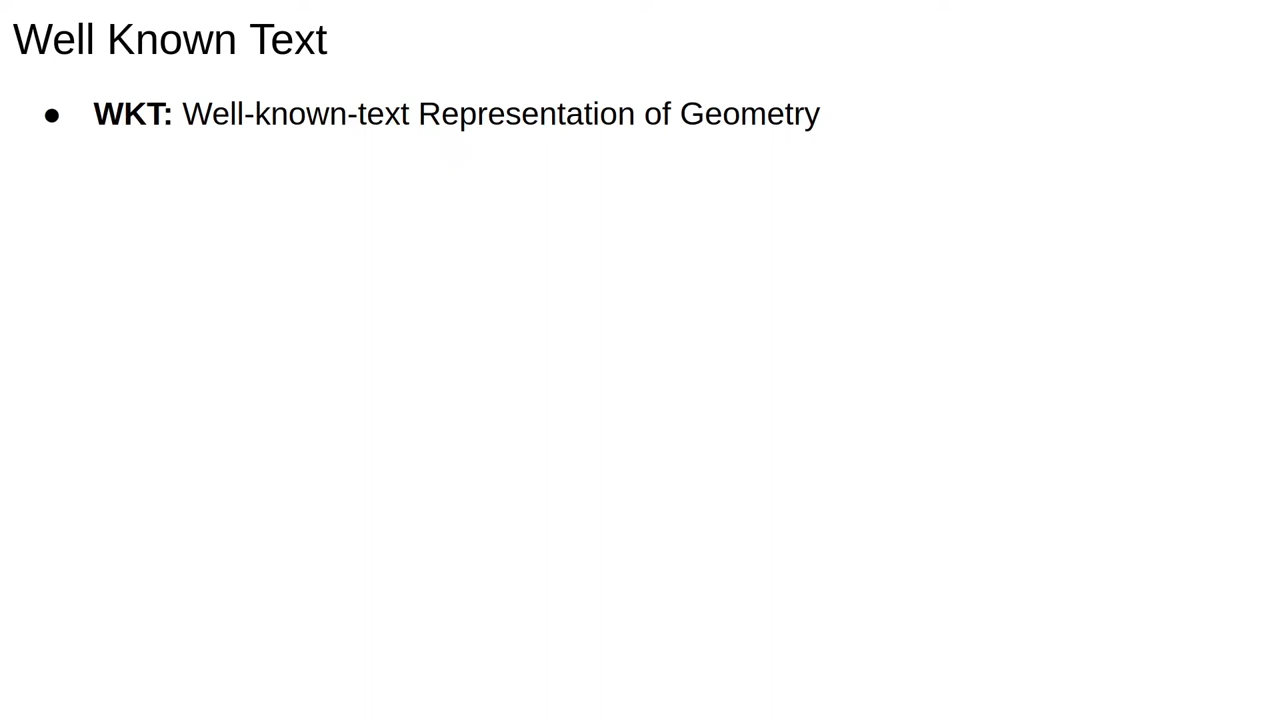 Well Known Text
● WKT: Well-known-text Representation of Geometry